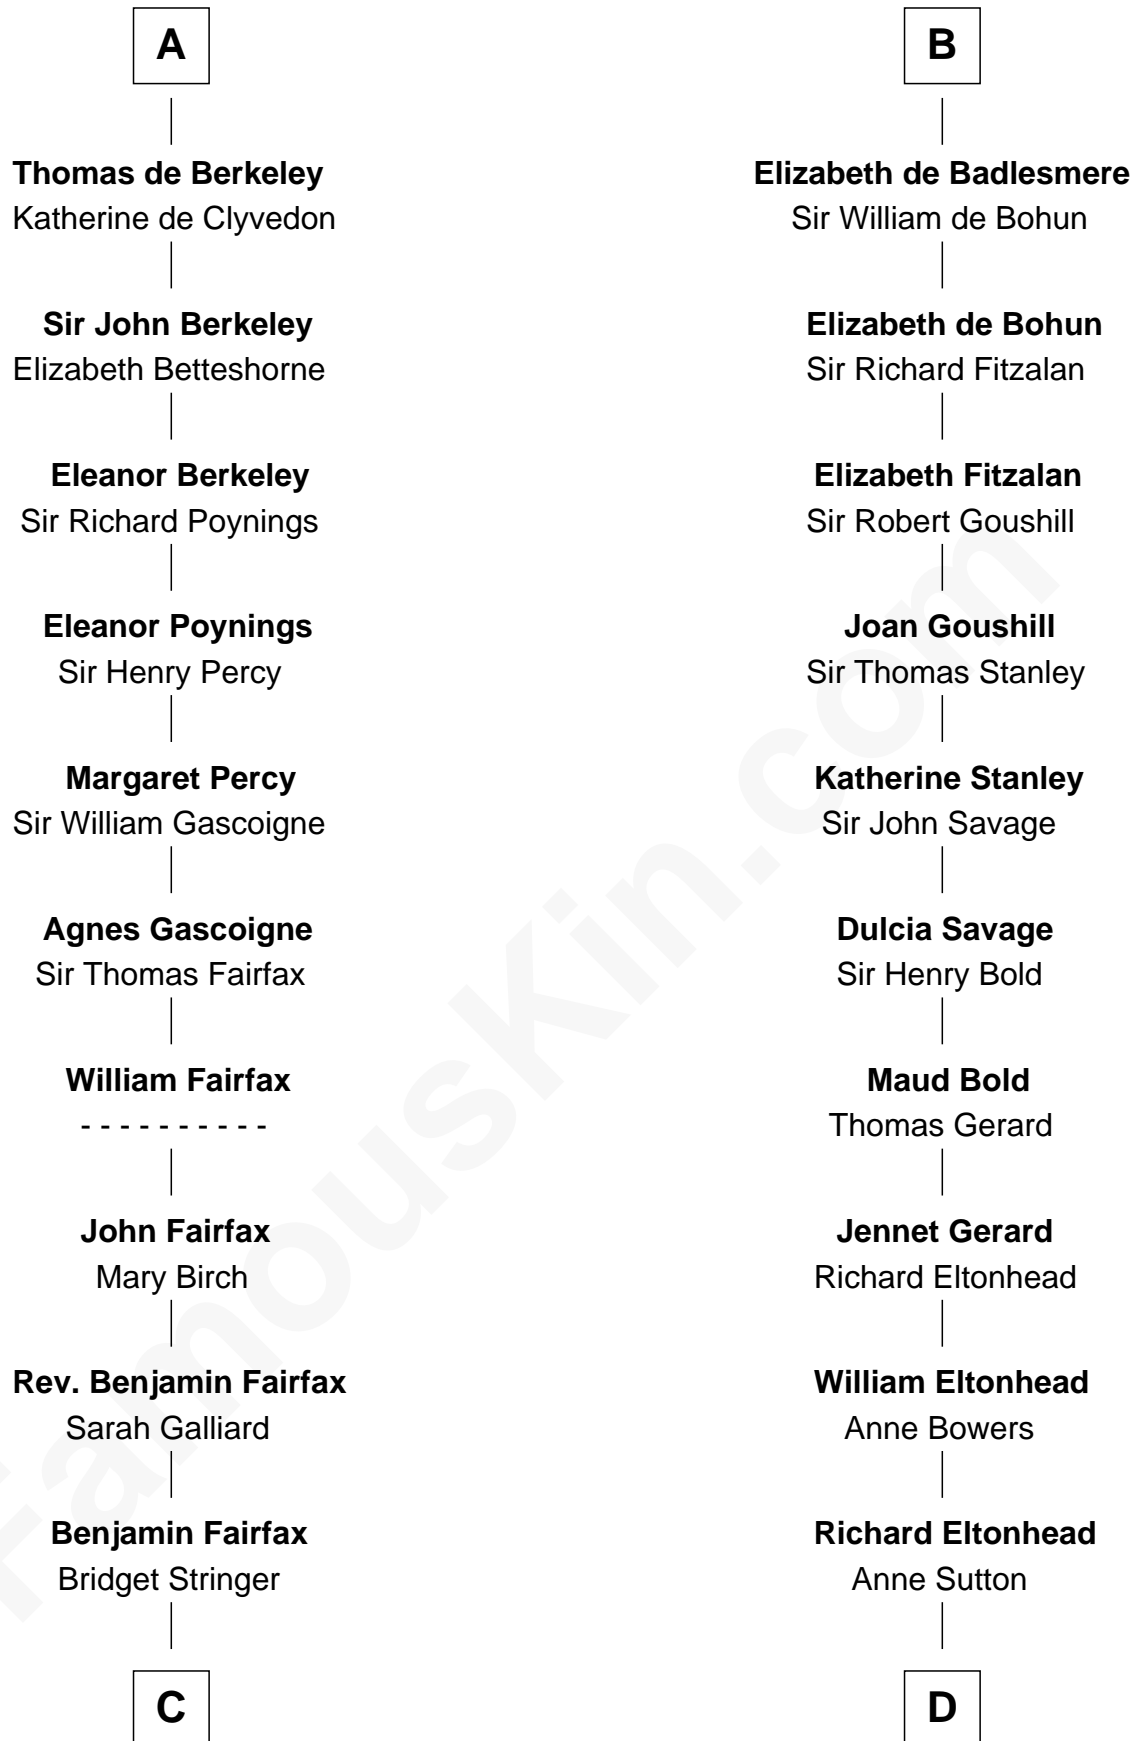 A
Thomas de Berkeley
Katherine de Clyvedon
Sir John Berkeley
Elizabeth Betteshorne
Eleanor Berkeley
Sir Richard Poynings
Eleanor Poynings
Sir Henry Percy
Margaret Percy
Sir William Gascoigne
Agnes Gascoigne
Sir Thomas Fairfax
William Fairfax
- - - - - - - - - -
John Fairfax
Mary Birch
Rev. Benjamin Fairfax
Sarah Galliard
Benjamin Fairfax
Bridget Stringer
C
B
Elizabeth de Badlesmere
Sir William de Bohun
Elizabeth de Bohun
Sir Richard Fitzalan
Elizabeth Fitzalan
Sir Robert Goushill
Joan Goushill
Sir Thomas Stanley
Katherine Stanley
Sir John Savage
Dulcia Savage
Sir Henry Bold
Maud Bold
Thomas Gerard
Jennet Gerard
Richard Eltonhead
William Eltonhead
Anne Bowers
Richard Eltonhead
Anne Sutton
D
FamousKin.com